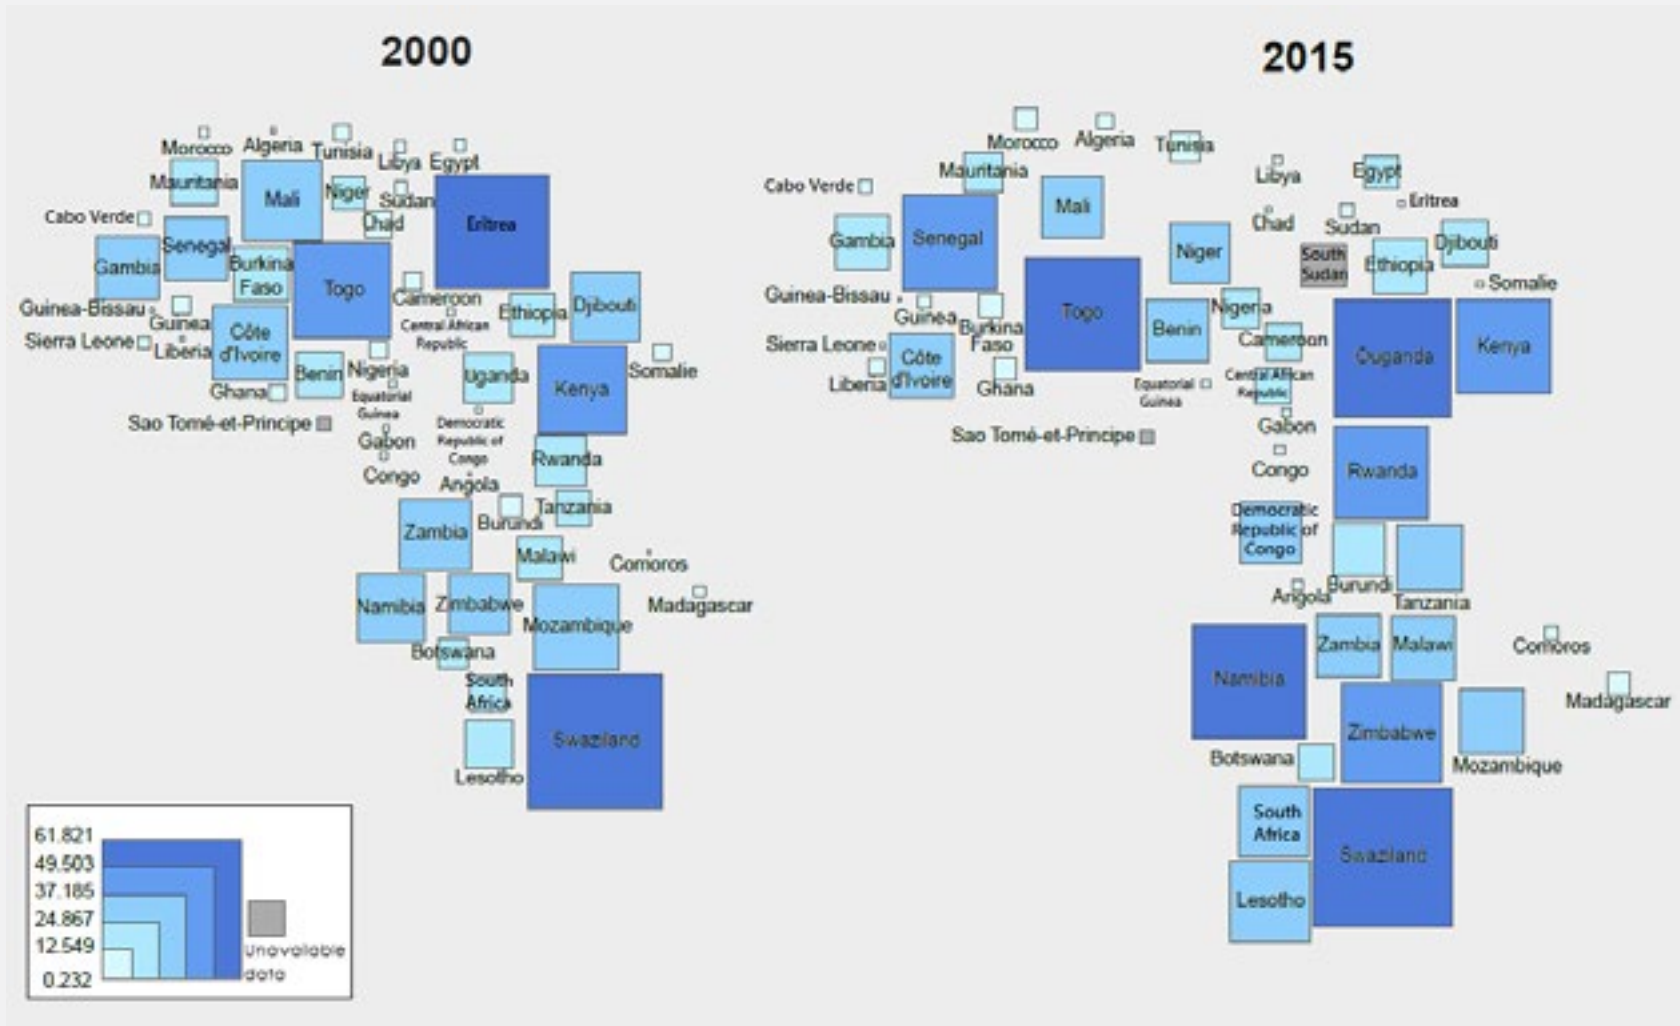 2000
2015
Morocco
Algeria
Tunisia
Libya
Egypt
Mauritania
Mali
Niger
Sudan
Eritrea
Cabo Verde
Chad
Senegal
Gambia
Burkina
Faso
Togo
Cameroon
Ethiopia
Djibouti
Guinea-Bissau
Guinea
Central African
Republic
Sierra Leone
Liberia
Côte
d'Ivoire
Ghana
Benin
Nigeria
Equatorial
Guinea
Uganda
Kenya
Somalie
Sao Tomé-et-Principe
Gabon
Democratic
Republic of
Congo
Congo
Rwanda
Angola
Burundi
Tanzania
Zambia
Malawi
Comoros
Namibia
Zimbabwe
Mozambique
Madagascar
Botswana
South
Africa
Lesotho
Swaziland
61.821
49.503
37.185
24.867
12.549
0.232
Unavailable
data
Morocco
Algeria
Tunisia
Mauritania
Libya
Egypt
Cabo Verde
Mali
Eritrea
Chad
Sudan
Gambia
Senegal
Niger
South
Sudan
Ethiopia
Djibouti
Somalie
Guinea-Bissau
Guinea
Burkina
Faso
Togo
Benin
Nigeria
Cameroon
Ouganda
Kenya
Sierra Leone
Liberia
Côte
d'Ivoire
Ghana
Equatorial
Guinea
Central African
Republic
Sao Tomé-et-Principe
Gabon
Congo
Rwanda
Democratic
Republic of
Congo
Angola
Burundi
Tanzania
Namibia
Zambia
Malawi
Comoros
Madagascar
Zimbabwe
Botswana
Mozambique
South
Africa
Lesotho
Swaziland